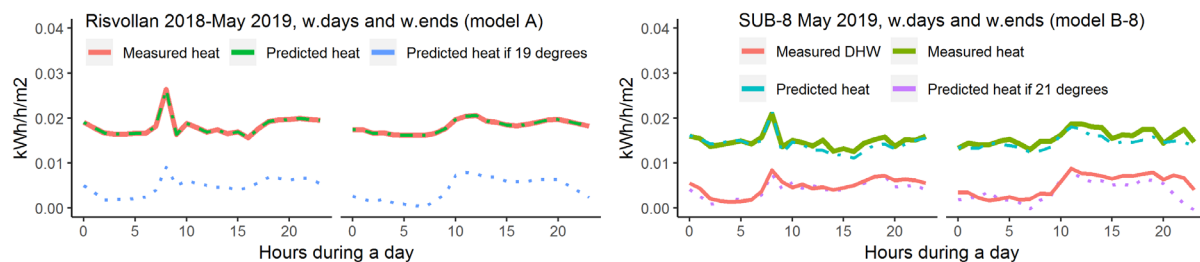 Risvollan 2018-May 2019, w.days and w.ends (model A)
Measured heat Predicted heat Predicted heat if 19 degrees
kWh/h/m2
0.04
0.03
0.02
0.01
0.00
0 5 10 15 20 0 5 10 15 20
Hours during a day
SUB-8 May 2019, w.days and w.ends (model B-8)
Measured DHW Measured heat
Predicted heat Predicted heat if 21 degrees
kWh/h/m2
0.04
0.03
0.02
0.01
0.00
0 5 10 15 20 0 5 10 15 20
Hours during a day